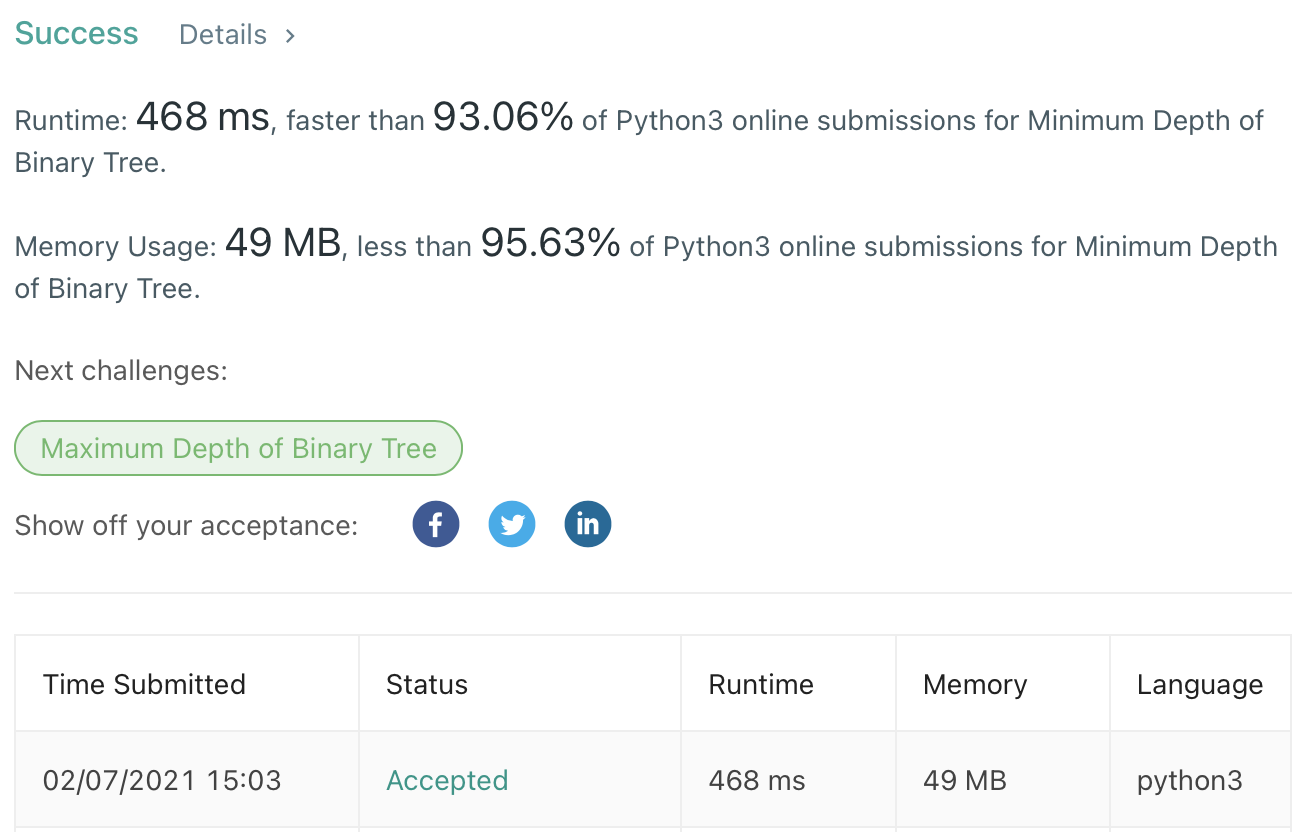 Success Details >
Runtime: 468 ms, faster than 93.06% of Python3 online submissions for Minimum Depth of
Binary Tree.
Memory Usage: 49 MB, less than 95.63% of Python3 online submissions for Minimum Depth
of Binary Tree.
Next challenges:
Maximum Depth of Binary Tree
Show off your acceptance: f in
Time Submitted Status Runtime Memory Language
02/07/2021 15:03 Accepted 468 ms 49 MB python3